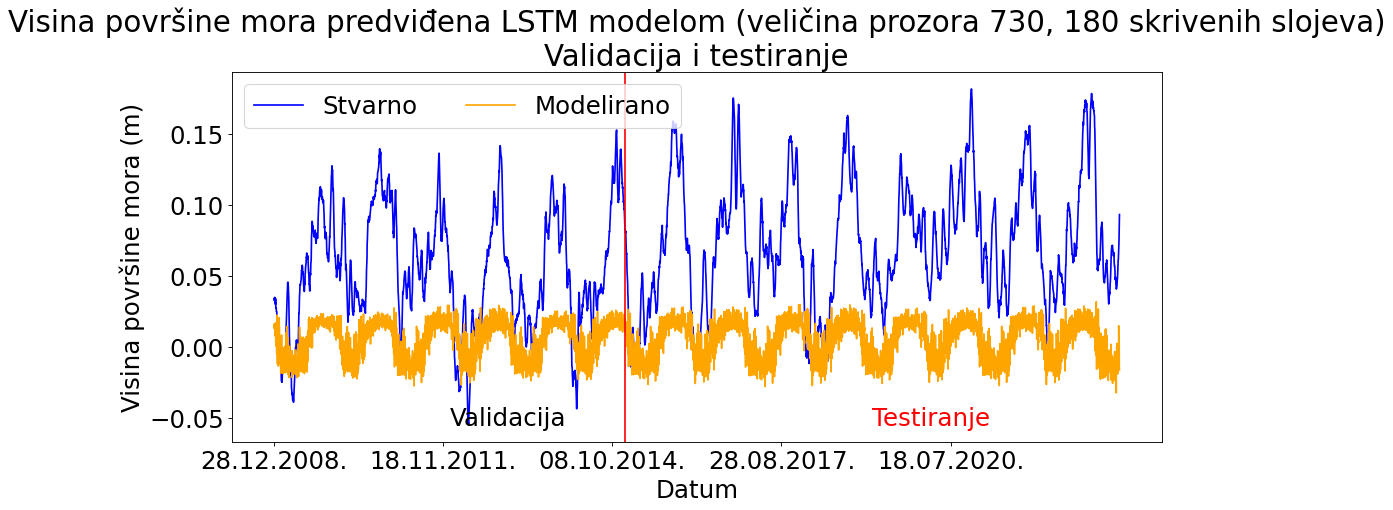 Visina površine mora predviđena LSTM modelom (veličina prozora 730, 180 skrivenih slojeva)
Validacija i testiranje
Stvarno
Modelirano
Visina površine mora (m)
0.15
0.10
0.05
0.00
−0.05
Validacija
Testiranje
28.12.2008.
18.11.2011.
08.10.2014.
28.08.2017.
18.07.2020.
Datum